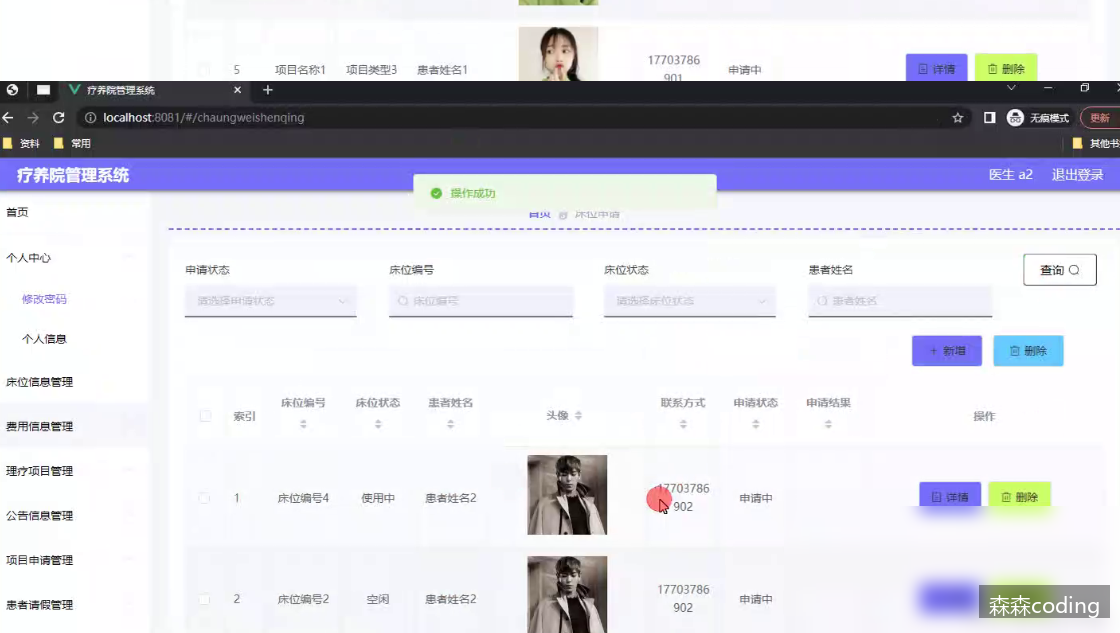 5 项目名称1 项目类型3 患者姓名1 17703786 申请中 详情 删除
901
疗养院管理系统
localhost:8081/#/chaungweishenqing 无痕模式 更新
资料 常用 其他书
疗养院管理系统 医生 a2 退出登录
操作成功
首页 床位申请
首页
个人中心
修改密码
个人信息
床位信息管理
费用信息管理
理疗项目管理
公告信息管理
项目申请管理
患者请假管理
申请状态 床位编号 床位状态 患者姓名 查询
请选择申请状态 床位编号 请选择床位状态 患者姓名
+ 新增 删除
索引 床位编号 床位状态 患者姓名 头像 联系方式 申请状态 申请结果 操作
1 床位编号4 使用中 患者姓名2 17703786 申请中 详情 删除
902
2 床位编号2 空闲 患者姓名2 17703786 申请中
902
森森coding